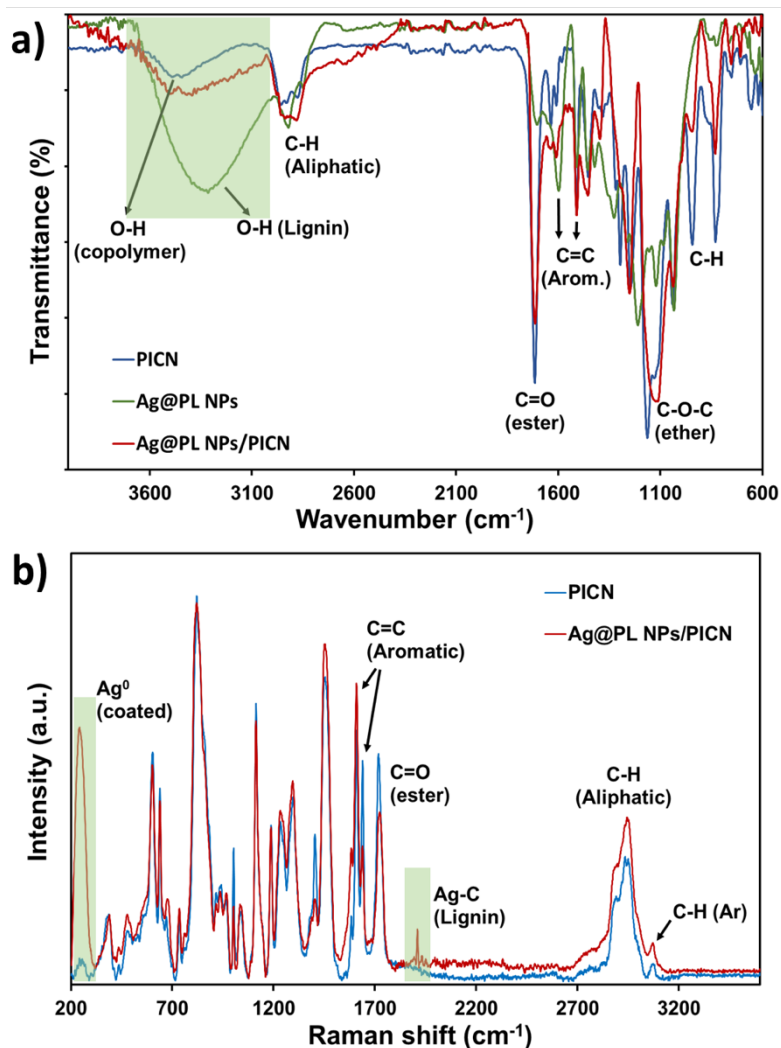 a)
Transmittance (%)
C-H
(Aliphatic)
O-H
(copolymer)
O-H (Lignin)
C=C
(Arom.)
C-H
C=O
(ester)
C-O-C
(ether)
PICN
Ag@PL NPs
Ag@PL NPs/PICN
3600 3100 2600 2100 1600 1100 600
Wavenumber (cm⁻¹)
b)
Intensity (a.u.)
PICN
Ag@PL NPs/PICN
C=C
(Aromatic)
Ag⁰
(coated)
C=O
(ester)
C-H
(Aliphatic)
Ag-C
(Lignin)
C-H (Ar)
200 700 1200 1700 2200 2700 3200
Raman shift (cm⁻¹)